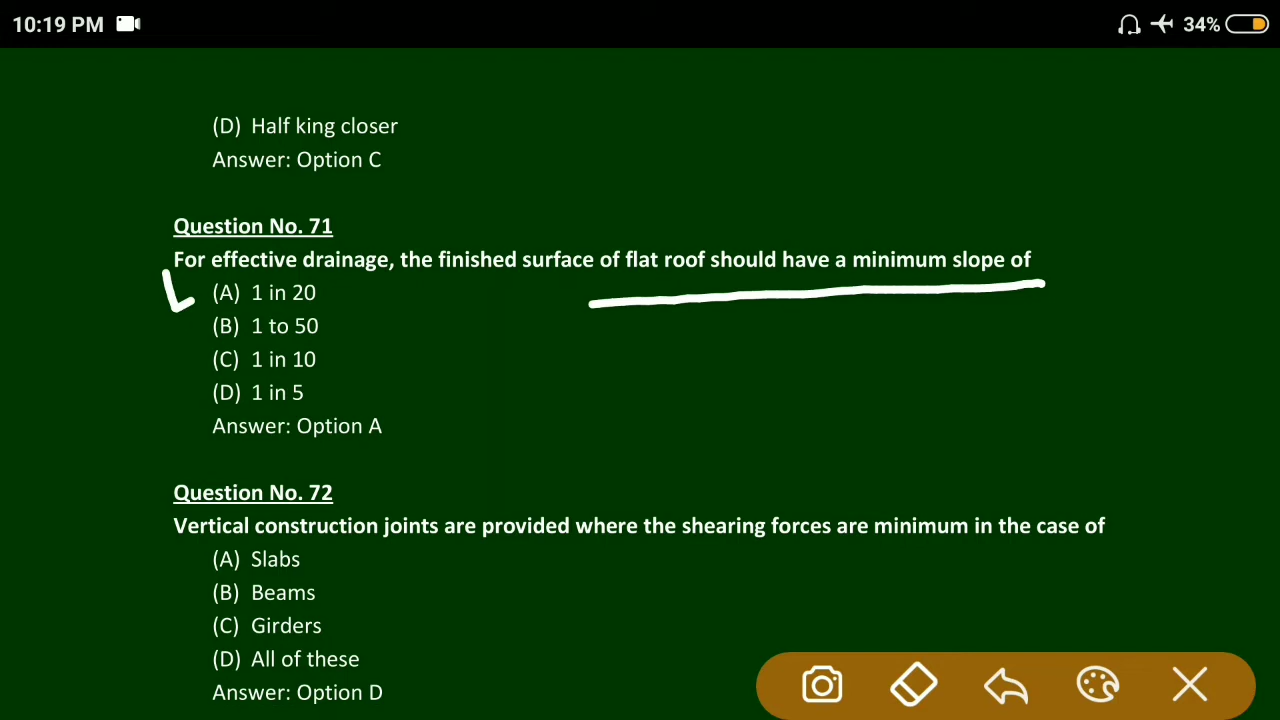 10:19 PM 34%
(D) Half king closer
Answer: Option C
Question No. 71
For effective drainage, the finished surface of flat roof should have a minimum slope of
(A) 1 in 20
(B) 1 to 50
(C) 1 in 10
(D) 1 in 5
Answer: Option A
Question No. 72
Vertical construction joints are provided where the shearing forces are minimum in the case of
(A) Slabs
(B) Beams
(C) Girders
(D) All of these
Answer: Option D